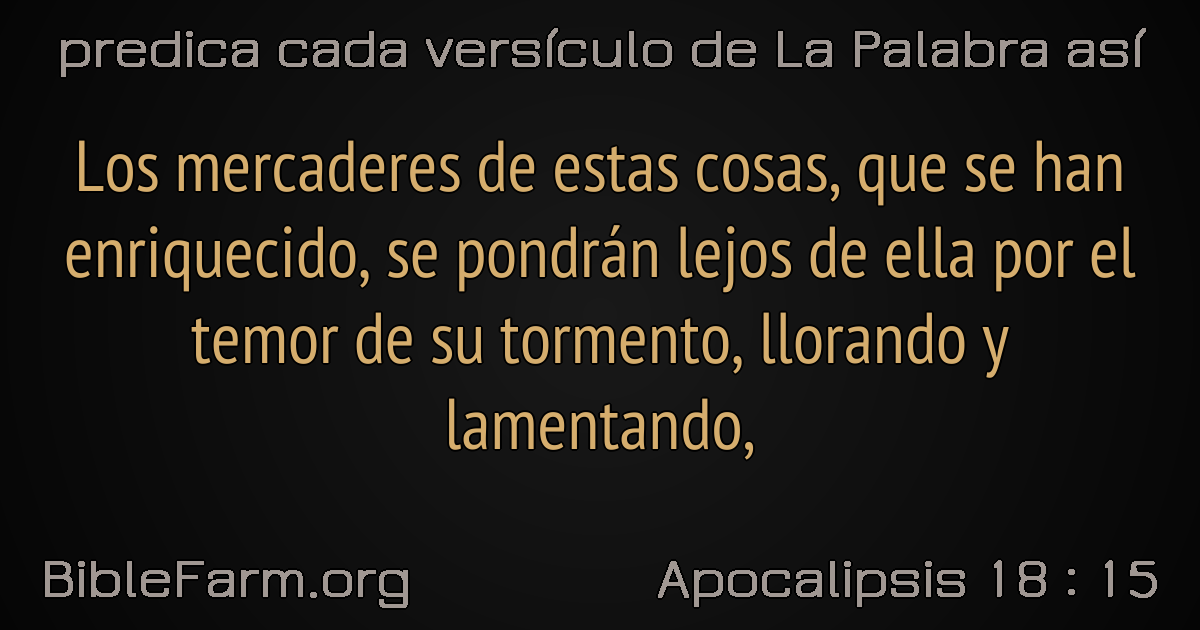 predica cada versículo de La Palabra así
Los mercaderes de estas cosas, que se han
enriquecido, se pondrán lejos de ella por el
temor de su tormento, llorando y
lamentando,
BibleFarm.org
Apocalipsis 18 : 15